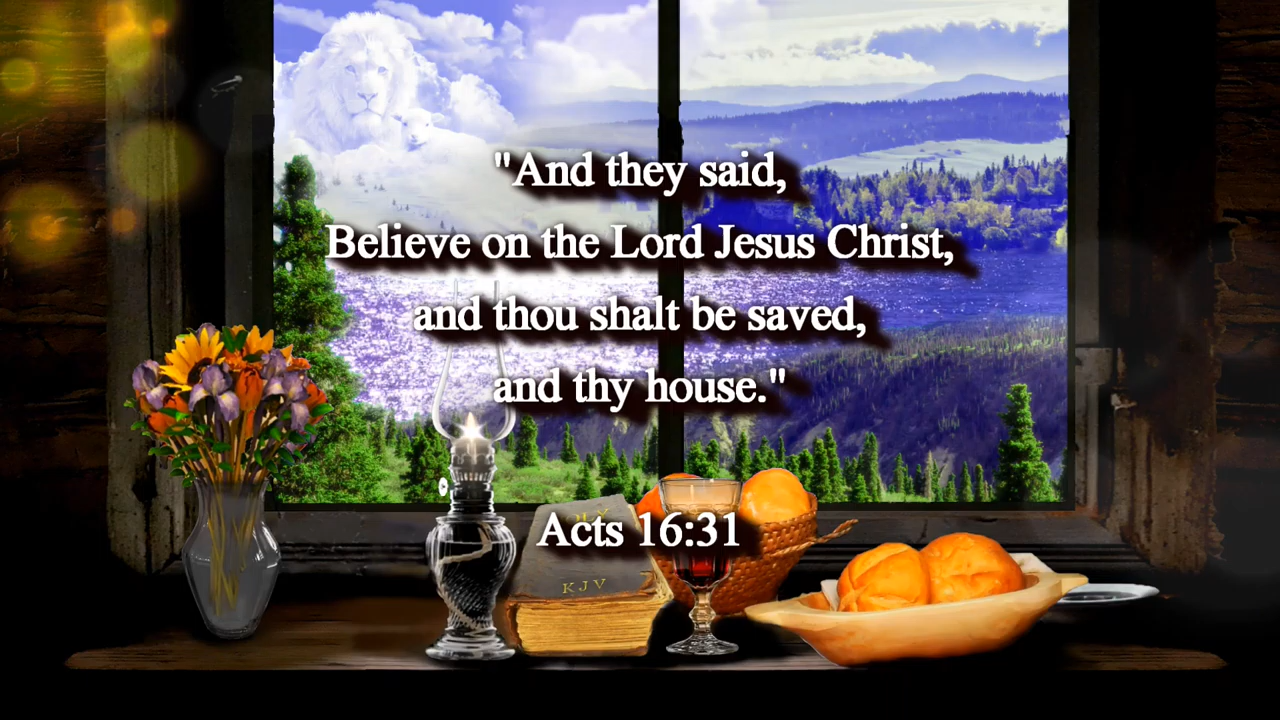 "And they said,
Believe on the Lord Jesus Christ,
and thou shalt be saved,
and thy house."
Acts 16:31
KJV